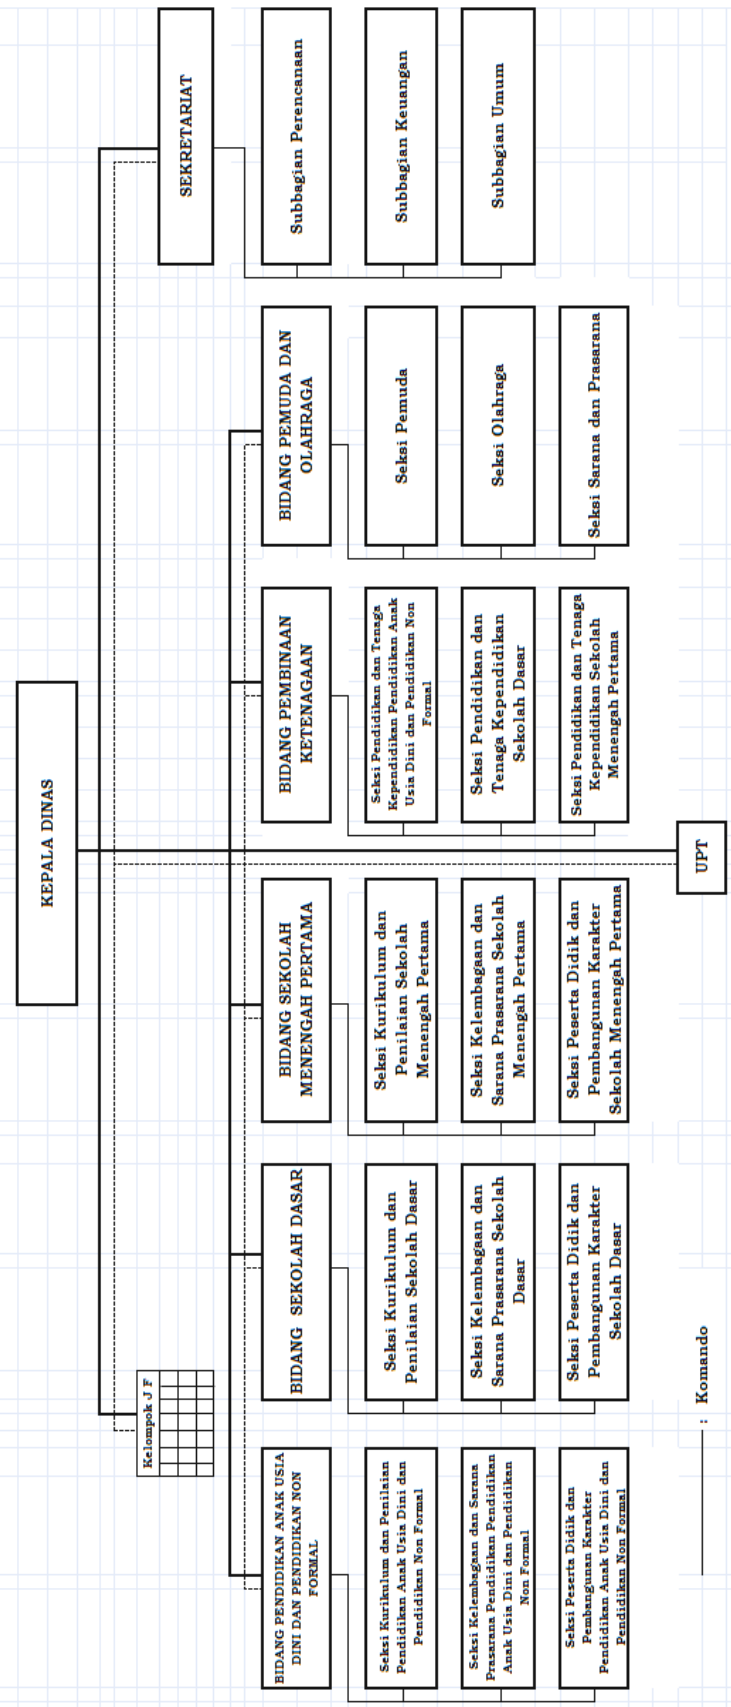 KEPALA DINAS
SEKRETARIAT
Subbagian Perencanaan
Subbagian Keuangan
Subbagian Umum
Kelompok J F
BIDANG PENDIDIKAN ANAK USIA
DINI DAN PENDIDIKAN NON
FORMAL
Seksi Kurikulum dan Penilaian
Pendidikan Anak Usia Dini dan
Pendidikan Non Formal
Seksi Kelembagaan dan Sarana
Prasarana Pendidikan Pendidikan
Anak Usia Dini dan Pendidikan
Non Formal
Seksi Peserta Didik dan
Pembangunan Karakter
Pendidikan Anak Usia Dini dan
Pendidikan Non Formal
BIDANG SEKOLAH DASAR
Seksi Kurikulum dan
Penilaian Sekolah Dasar
Seksi Kelembagaan dan
Sarana Prasarana Sekolah
Dasar
Seksi Peserta Didik dan
Pembangunan Karakter
Sekolah Dasar
BIDANG SEKOLAH
MENENGAH PERTAMA
Seksi Kurikulum dan
Penilaian Sekolah
Menengah Pertama
Seksi Kelembagaan dan
Sarana Prasarana Sekolah
Menengah Pertama
Seksi Peserta Didik dan
Pembangunan Karakter
Sekolah Menengah Pertama
BIDANG PEMBINAAN
KETENAGAAN
Seksi Pendidikan dan Tenaga
Kependidikan Pendidikan Anak
Usia Dini dan Pendidikan Non
Formal
Seksi Pendidikan dan
Tenaga Kependidikan
Sekolah Dasar
Seksi Pendidikan dan Tenaga
Kependidikan Sekolah
Menengah Pertama
BIDANG PEMUDA DAN
OLAHRAGA
Seksi Pemuda
Seksi Olahraga
Seksi Sarana dan Prasarana
UPT
: Komando